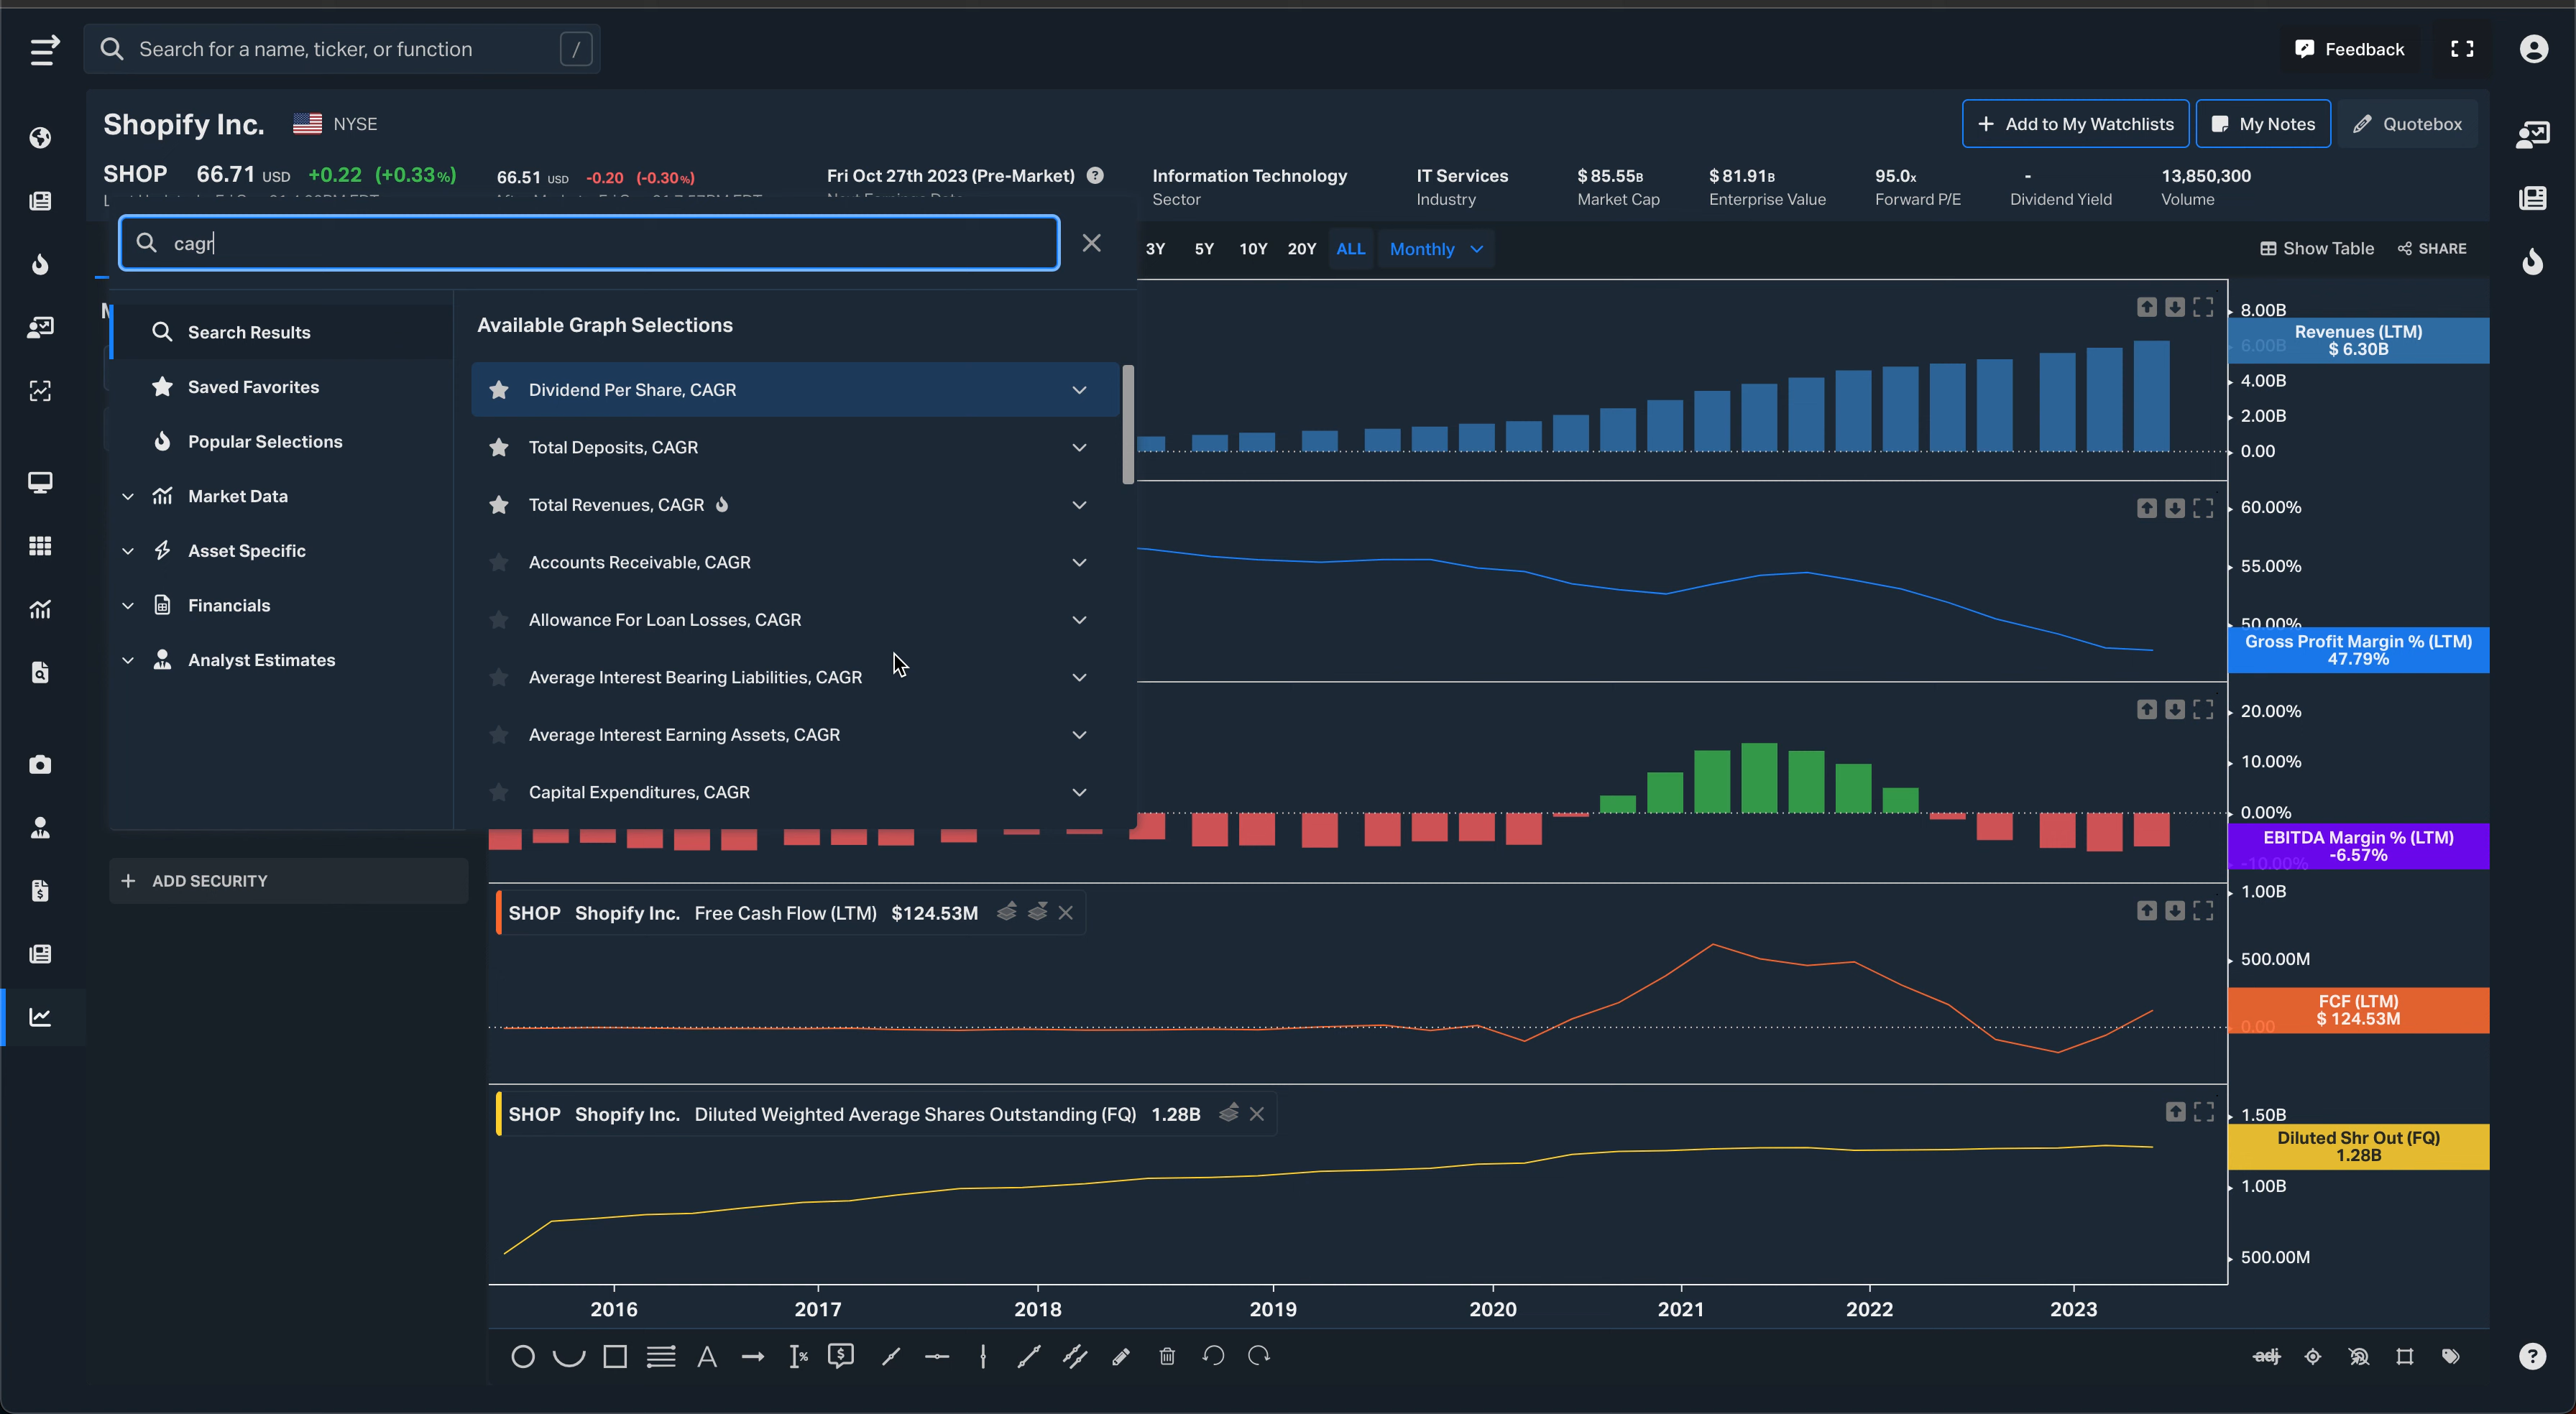 Search for a name, ticker, or function /
Feedback
Shopify Inc. NYSE
Add to My Watchlists
My Notes
Quotebox
SHOP 66.71 USD +0.22 (+0.33%)
66.51 USD -0.20 (-0.30%)
Fri Oct 27th 2023 (Pre-Market) ?
Information Technology
Sector
IT Services
Industry
$ 85.55B
Market Cap
$ 81.91B
Enterprise Value
95.0x
Forward P/E
-
Dividend Yield
13,850,300
Volume
cagr
3Y 5Y 10Y 20Y ALL Monthly
Show Table SHARE
Search Results
Saved Favorites
Popular Selections
Market Data
Asset Specific
Financials
Analyst Estimates
Available Graph Selections
Dividend Per Share, CAGR
Total Deposits, CAGR
Total Revenues, CAGR
Accounts Receivable, CAGR
Allowance For Loan Losses, CAGR
Average Interest Bearing Liabilities, CAGR
Average Interest Earning Assets, CAGR
Capital Expenditures, CAGR
ADD SECURITY
8.00B
Revenues (LTM)
6.00B
$ 6.30B
4.00B
2.00B
0.00
60.00%
55.00%
50.00%
Gross Profit Margin % (LTM)
47.79%
20.00%
10.00%
0.00%
EBITDA Margin % (LTM)
-6.57%
-10.00%
SHOP Shopify Inc. Free Cash Flow (LTM) $124.53M
1.00B
500.00M
FCF (LTM)
$ 124.53M
0.00
SHOP Shopify Inc. Diluted Weighted Average Shares Outstanding (FQ) 1.28B
1.50B
Diluted Shr Out (FQ)
1.28B
1.00B
500.00M
2016 2017 2018 2019 2020 2021 2022 2023
A
%
$
adj
?